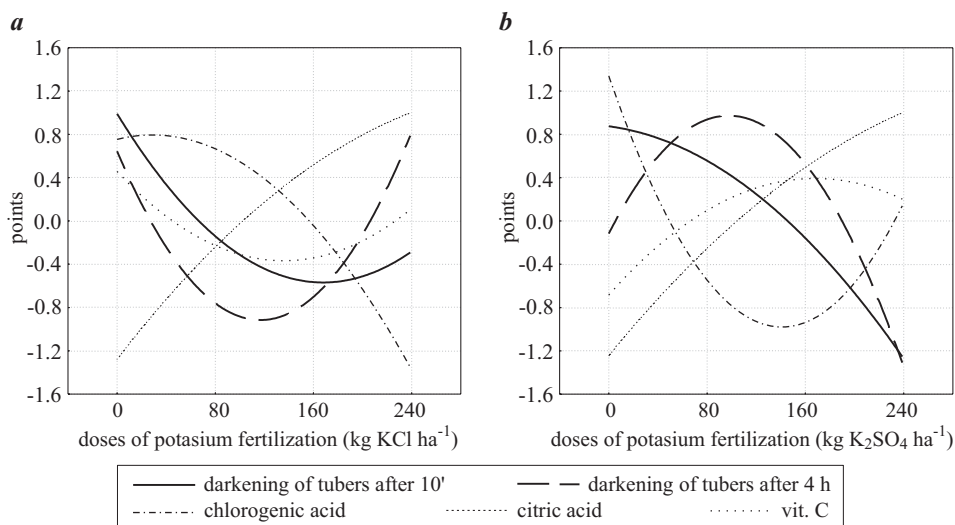 a
b
1.6
1.2
0.8
0.4
0.0
-0.4
-0.8
-1.2
-1.6
points
0 80 160 240
doses of potasium fertilization (kg KCl ha⁻¹)
1.6
1.2
0.8
0.4
0.0
-0.4
-0.8
-1.2
-1.6
points
0 80 160 240
doses of potasium fertilization (kg K₂SO₄ ha⁻¹)
darkening of tubers after 10' darkening of tubers after 4 h
chlorogenic acid citric acid vit. C